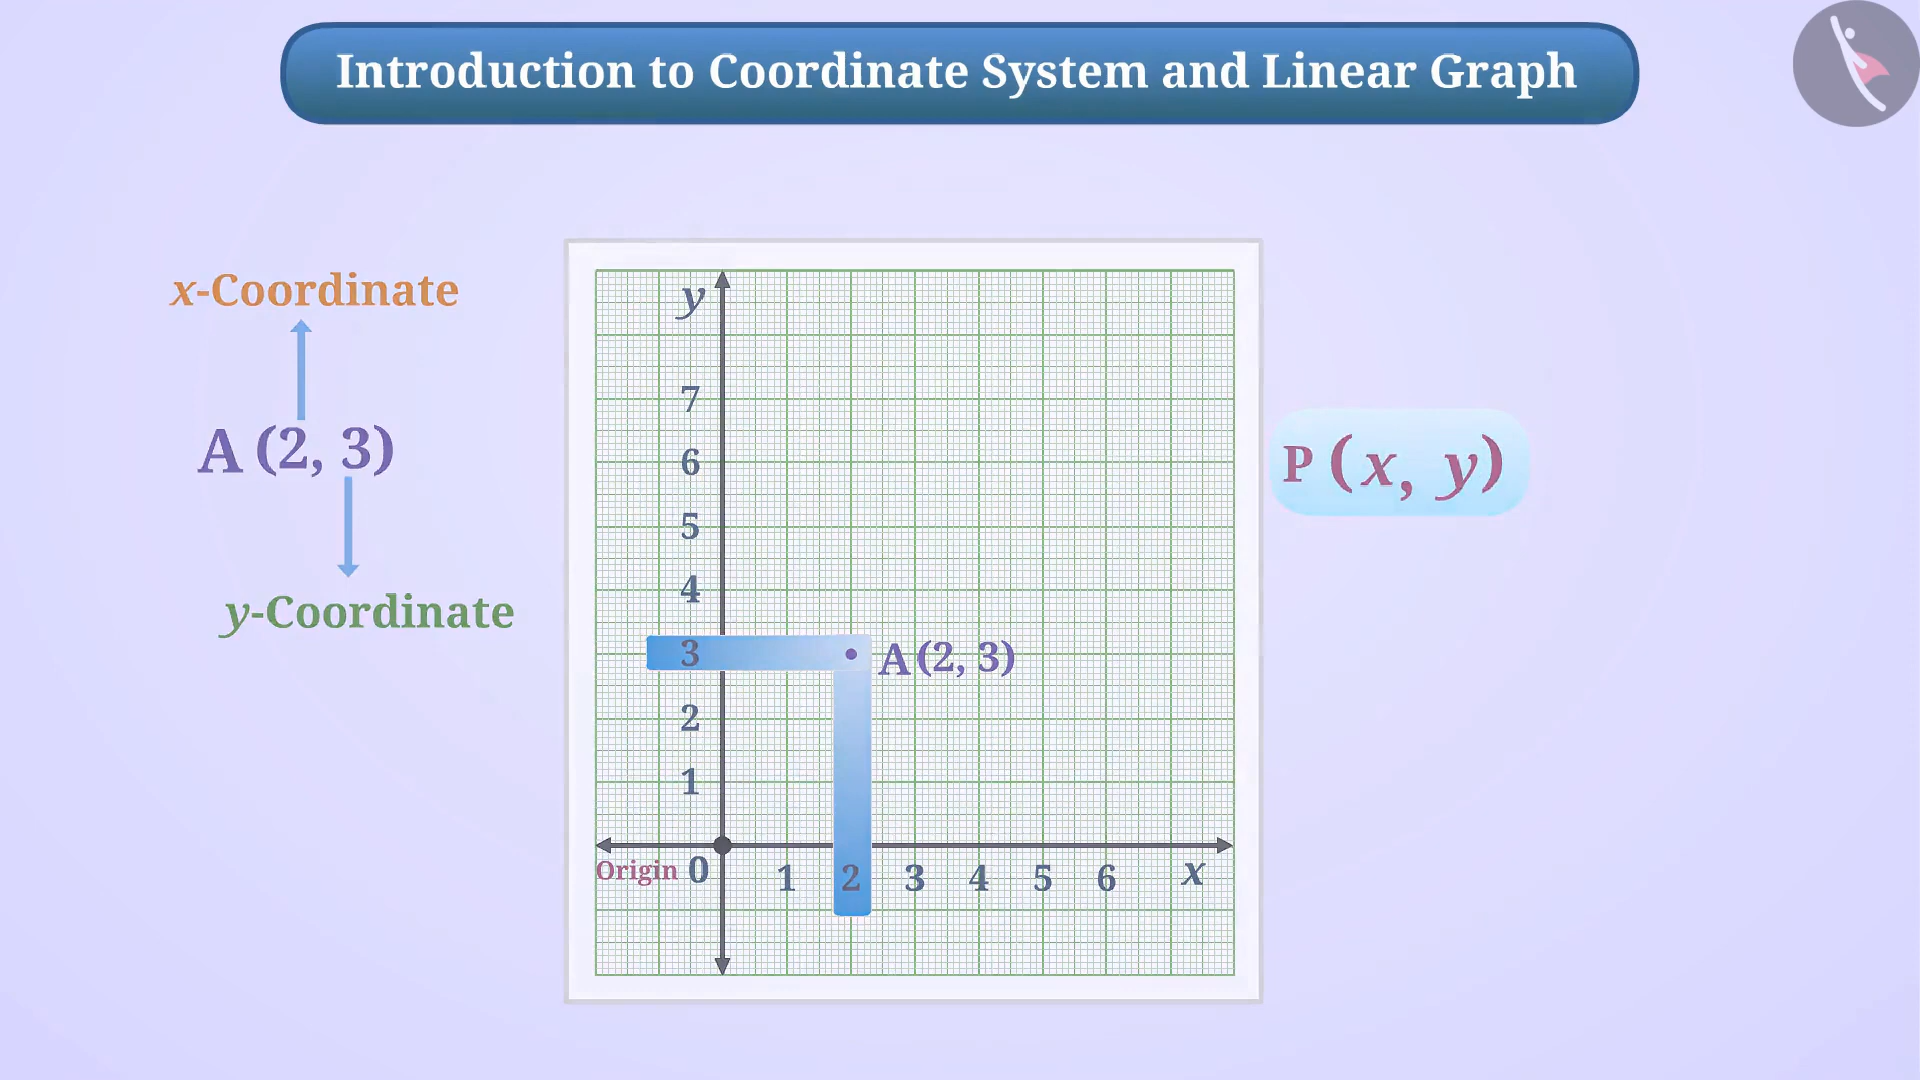 Introduction to Coordinate System and Linear Graph
x-Coordinate
A (2, 3)
y-Coordinate
y
7
6
5
4
3
A (2, 3)
2
1
Origin 0
1 2 3 4 5 6 x
P (x, y)